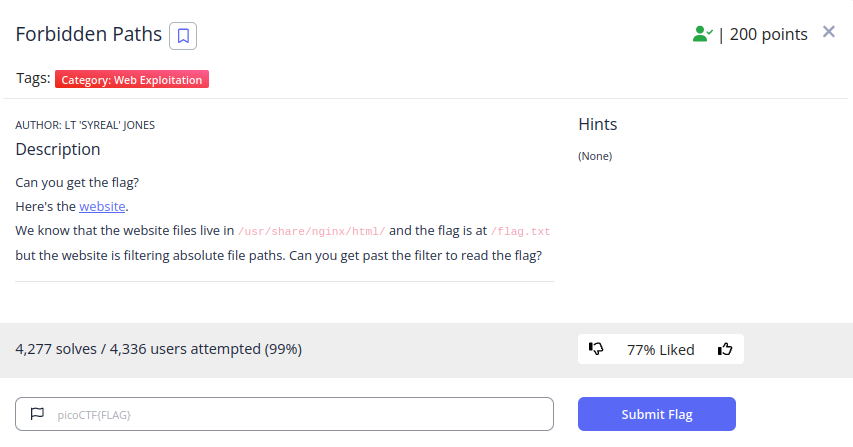 Forbidden Paths
| 200 points
Tags: Category: Web Exploitation
AUTHOR: LT 'SYREAL' JONES
Description
Can you get the flag?
Here's the website.
We know that the website files live in /usr/share/nginx/html/ and the flag is at /flag.txt
but the website is filtering absolute file paths. Can you get past the filter to read the flag?
Hints
(None)
4,277 solves / 4,336 users attempted (99%)
77% Liked
picoCTF{FLAG}
Submit Flag